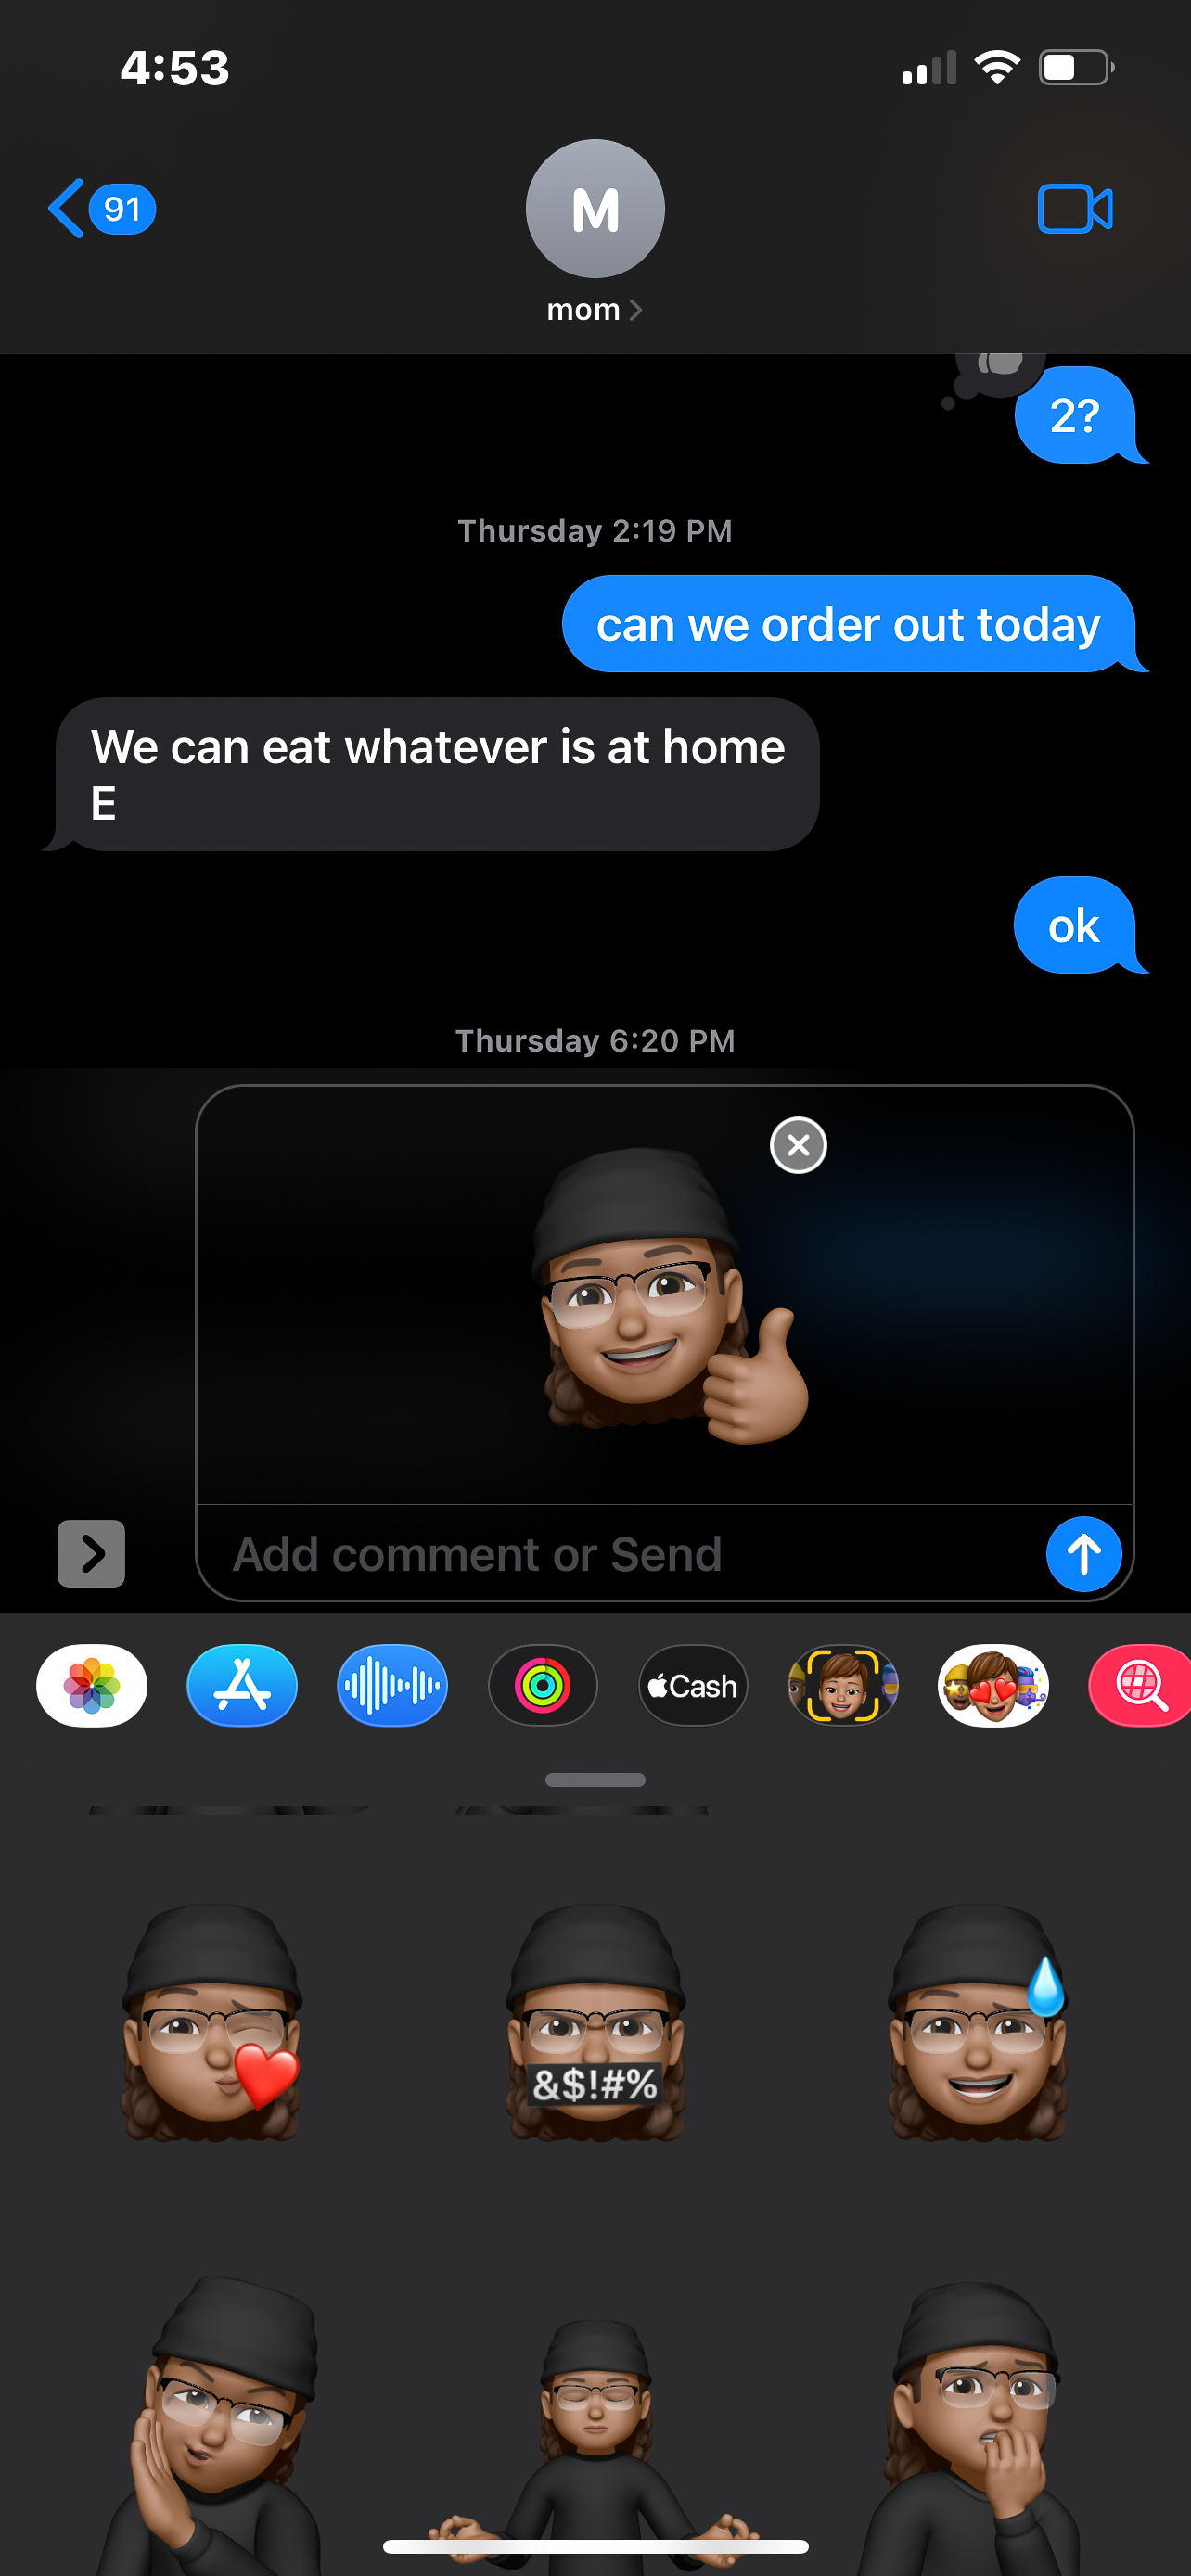 4:53
91
M
mom
2?
Thursday 2:19 PM
can we order out today
We can eat whatever is at home
E
ok
Thursday 6:20 PM
Add comment or Send
Cash
&$!#%